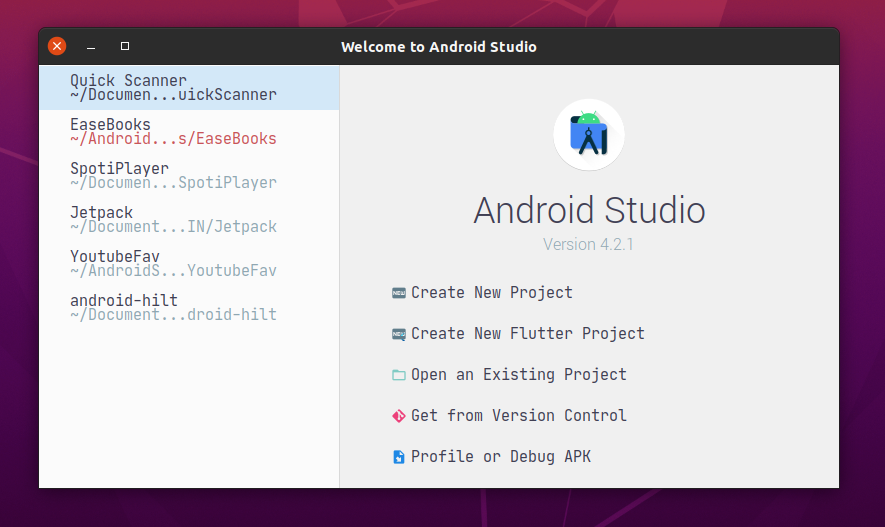 Welcome to Android Studio
Quick Scanner
~/Documen...uickScanner
EaseBooks
~/Android...s/EaseBooks
SpotiPlayer
~/Documen...SpotiPlayer
Jetpack
~/Document...IN/Jetpack
YoutubeFav
~/AndroidS...YoutubeFav
android-hilt
~/Document...droid-hilt
Android Studio
Version 4.2.1
NEW Create New Project
NEW Create New Flutter Project
Open an Existing Project
Get from Version Control
Profile or Debug APK